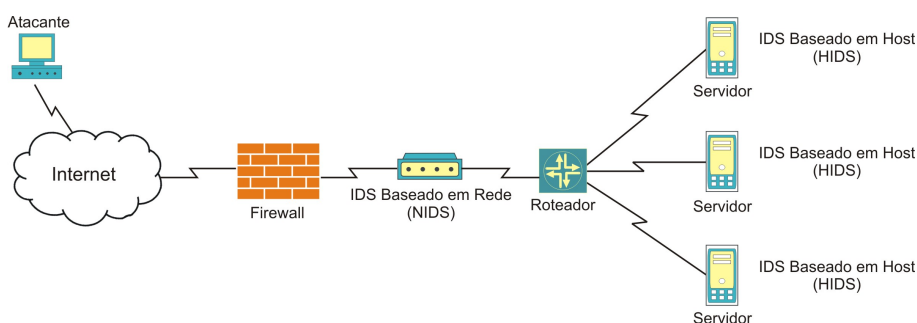 Atacante
Internet
Firewall
IDS Baseado em Rede
(NIDS)
Roteador
Servidor
IDS Baseado em Host
(HIDS)
Servidor
IDS Baseado em Host
(HIDS)
Servidor
IDS Baseado em Host
(HIDS)